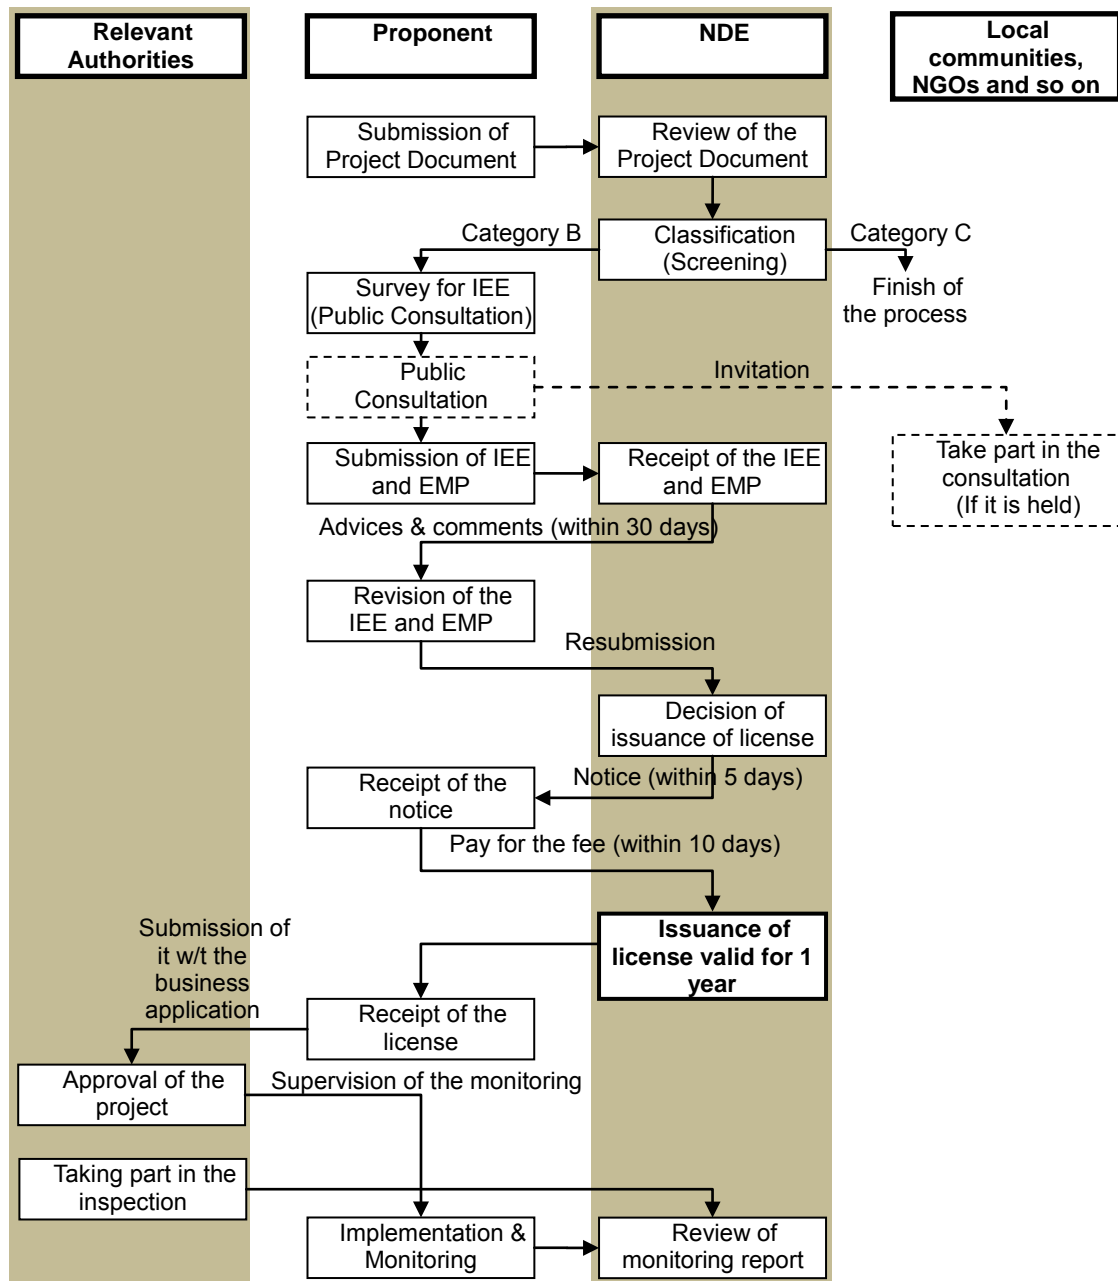 Relevant
Authorities
Proponent
NDE
Local
communities,
NGOs and so on
Submission of
Project Document
Review of the
Project Document
Category B
Classification
(Screening)
Category C
Finish of
the process
Survey for IEE
(Public Consultation)
Public
Consultation
Invitation
Submission of IEE
and EMP
Receipt of the IEE
and EMP
Take part in the
consultation
(If it is held)
Advices & comments (within 30 days)
Revision of the
IEE and EMP
Resubmission
Decision of
issuance of license
Notice (within 5 days)
Receipt of the
notice
Pay for the fee (within 10 days)
Issuance of
license valid for 1
year
Submission of
it w/t the
business
application
Receipt of the
license
Approval of the
project
Supervision of the monitoring
Taking part in the
inspection
Implementation &
Monitoring
Review of
monitoring report